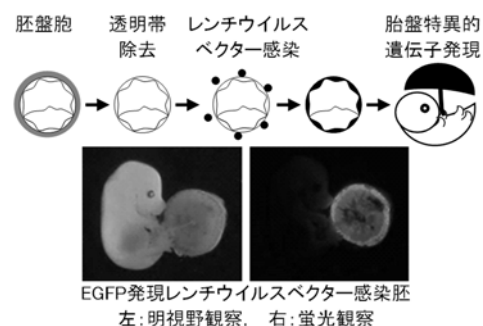 胚盤胞
透明帯
除去
レンチウイルス
ベクター感染
胎盤特異的
遺伝子発現
EGFP発現レンチウイルスベクター感染胚
左:明視野観察, 右:蛍光観察